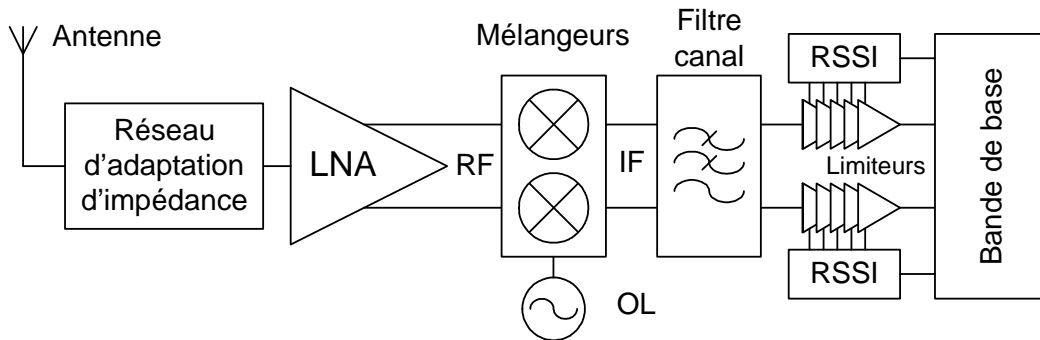 Antenne
Réseau
d'adaptation
d'impédance
LNA
RF
Mélangeurs
OL
IF
Filtre
canal
RSSI
Limiteurs
RSSI
Bande de base